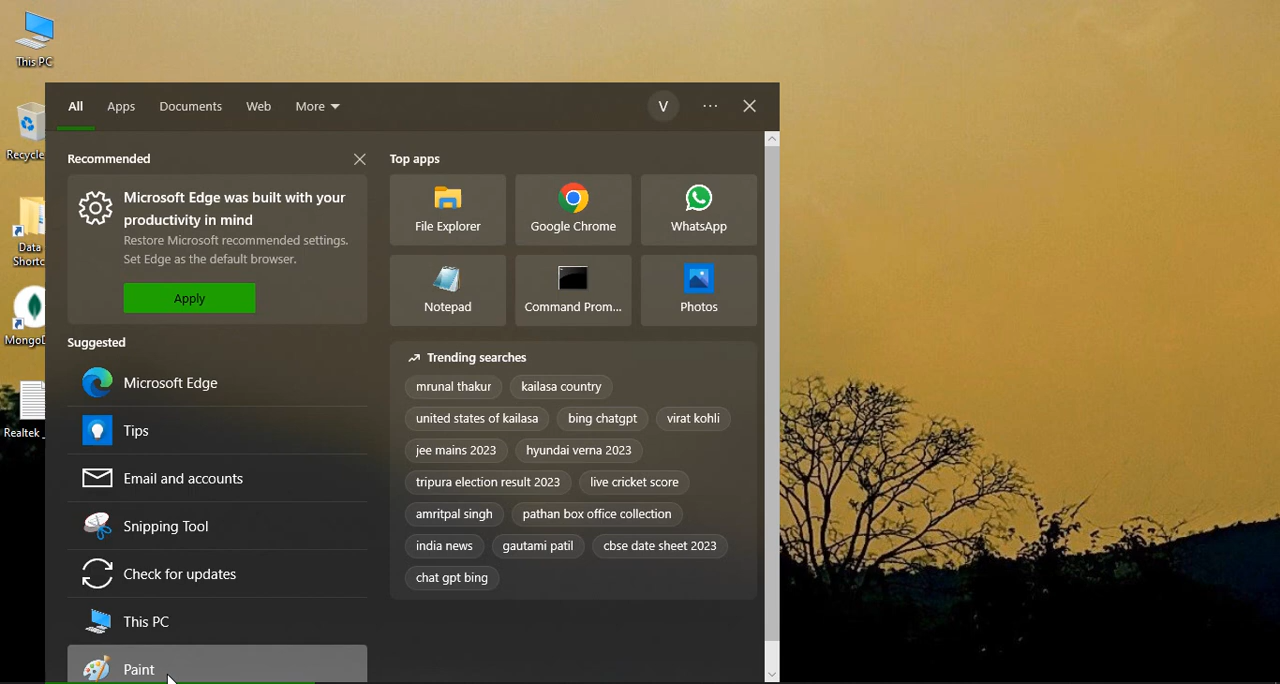 This PC
Recycle
Data
Shortc
MongoD
Realtek
All Apps Documents Web More V
Recommended
Microsoft Edge was built with your
productivity in mind
Restore Microsoft recommended settings.
Set Edge as the default browser.
Apply
Suggested
Microsoft Edge
Tips
Email and accounts
Snipping Tool
Check for updates
This PC
Paint
Top apps
File Explorer Google Chrome WhatsApp
Notepad Command Prom... Photos
Trending searches
mrunal thakur kailasa country
united states of kailasa bing chatgpt virat kohli
jee mains 2023 hyundai verna 2023
tripura election result 2023 live cricket score
amritpal singh pathan box office collection
india news gautami patil cbse date sheet 2023
chat gpt bing